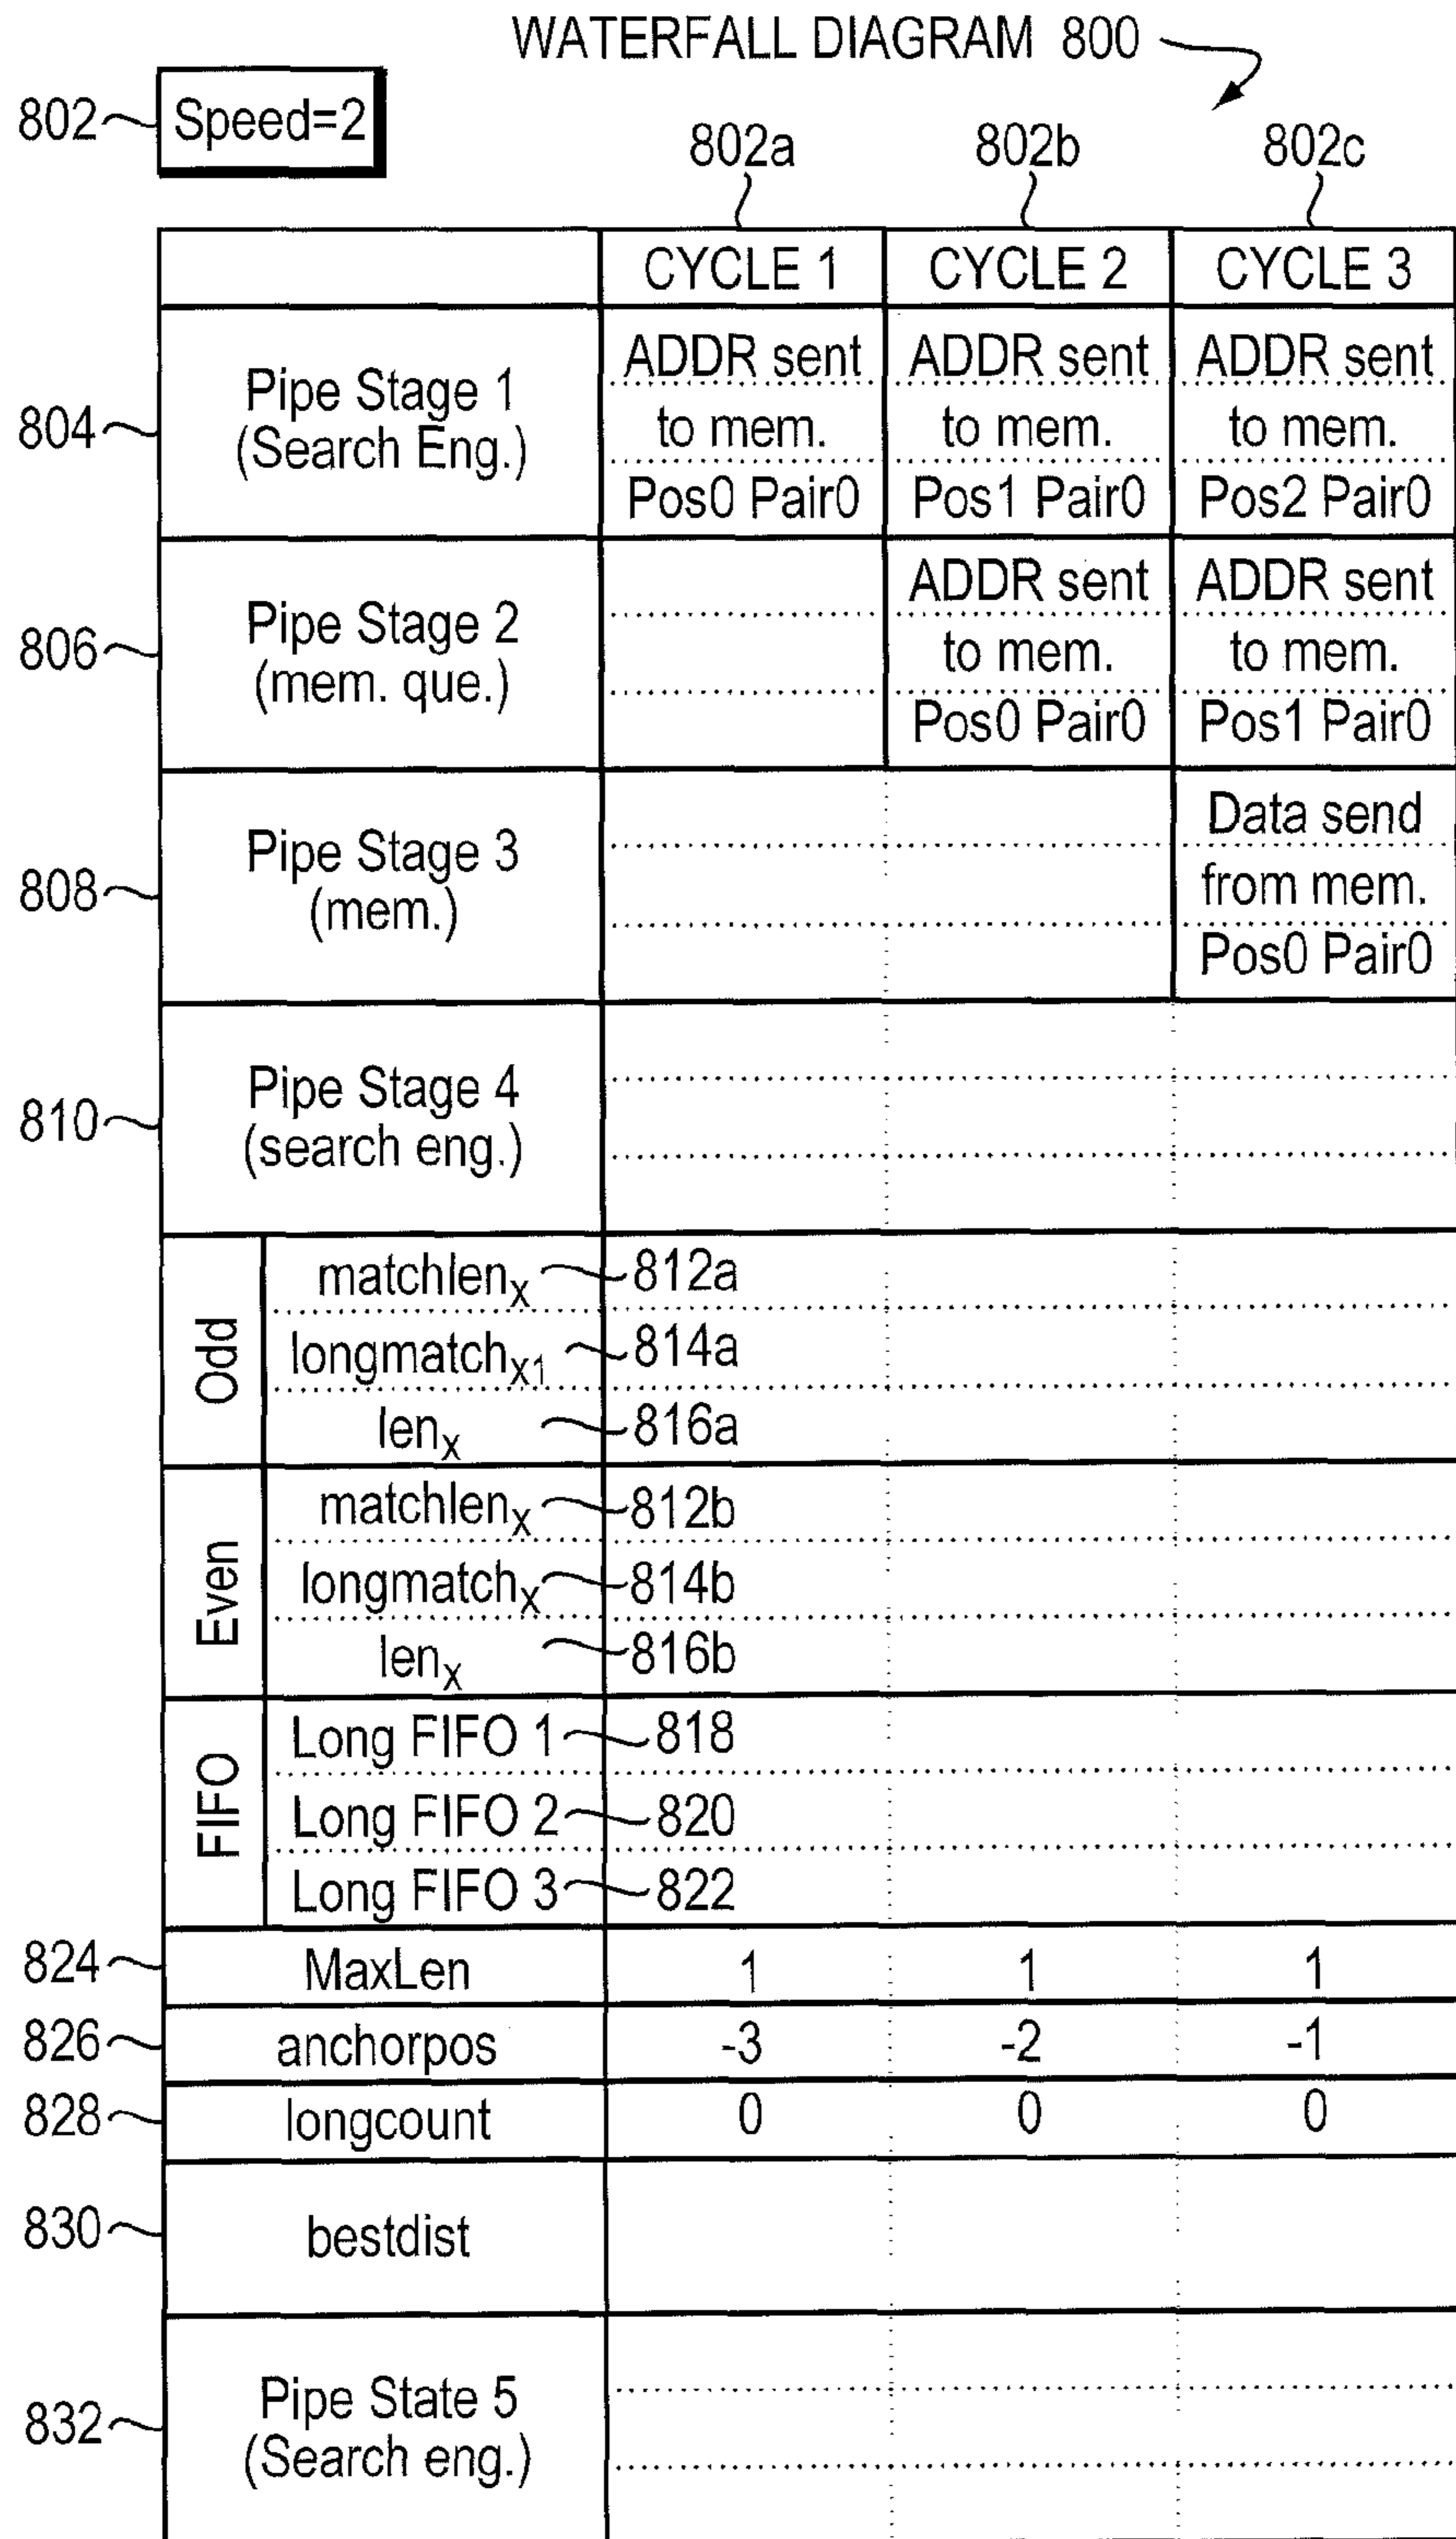 WATERFALL DIAGRAM 800
802 Speed=2
802a 802b 802c
CYCLE 1 CYCLE 2 CYCLE 3
804 Pipe Stage 1 (Search Eng.)
ADDR sent to mem. Pos0 Pair0
ADDR sent to mem. Pos1 Pair0
ADDR sent to mem. Pos2 Pair0
806 Pipe Stage 2 (mem. que.)
ADDR sent to mem. Pos0 Pair0
ADDR sent to mem. Pos1 Pair0
808 Pipe Stage 3 (mem.)
Data send from mem. Pos0 Pair0
810 Pipe Stage 4 (search eng.)
Odd
matchlenX 812a
longmatchX1 814a
lenX 816a
Even
matchlenX 812b
longmatchX 814b
lenX 816b
FIFO
Long FIFO 1 818
Long FIFO 2 820
Long FIFO 3 822
824 MaxLen 1 1 1
826 anchorpos -3 -2 -1
828 longcount 0 0 0
830 bestdist
832 Pipe State 5 (Search eng.)